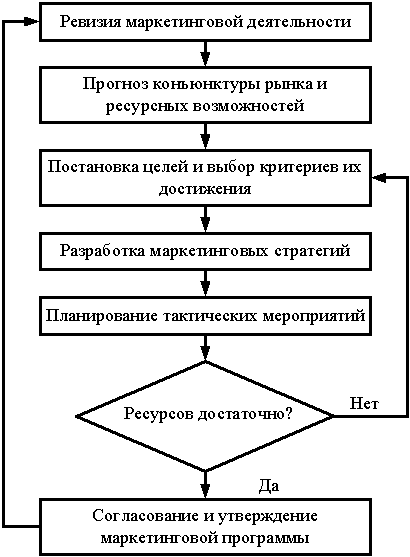 Ревизия маркетинговой деятельности
Прогноз коньюнктуры рынка и
ресурсных возможностей
Постановка целей и выбор критериев их
достижения
Разработка маркетинговых стратегий
Планирование тактических мероприятий
Ресурсов достаточно?
Нет
Да
Согласование и утверждение
маркетинговой программы